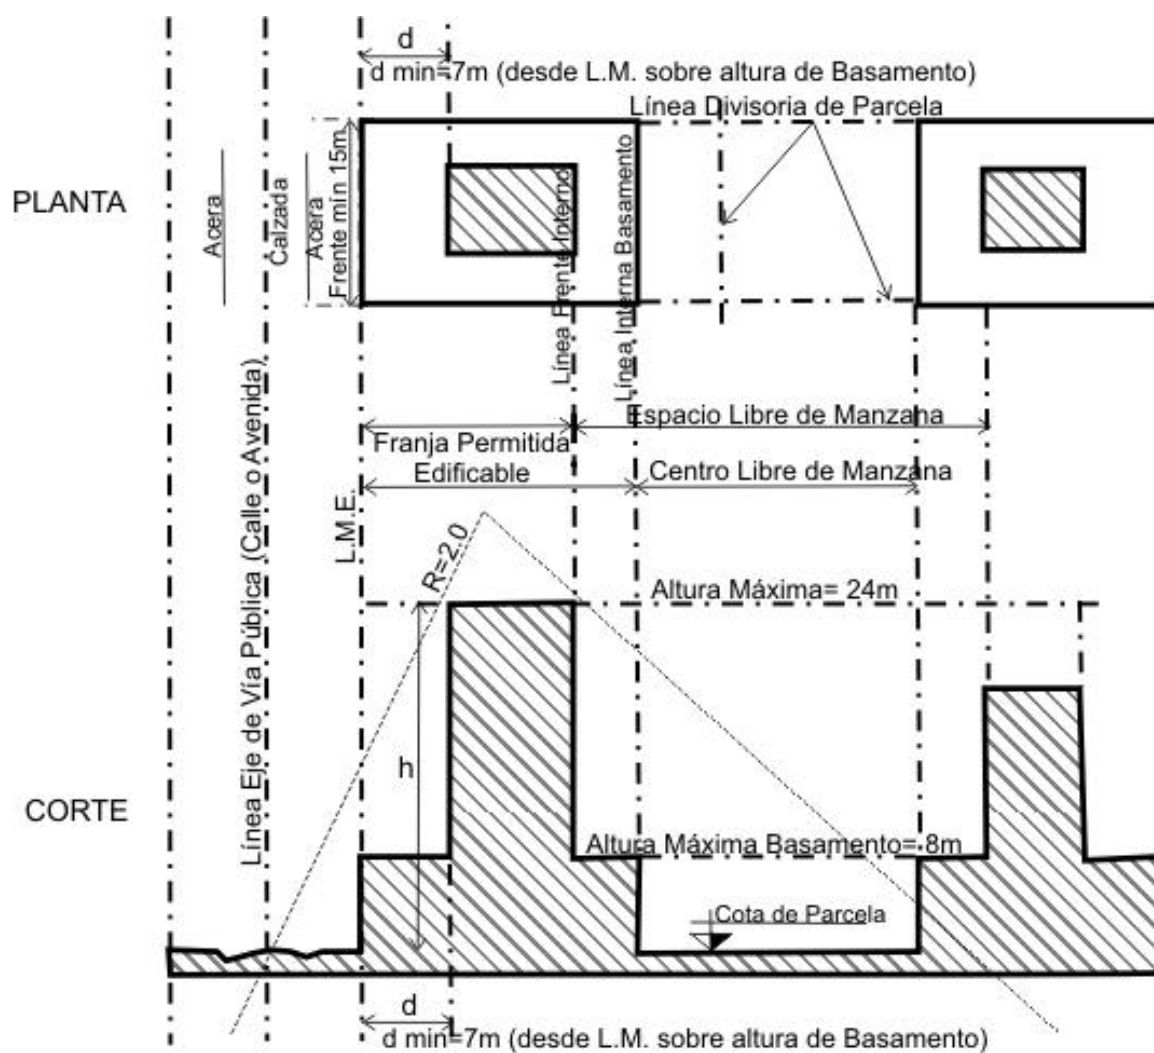 d
d min=7m (desde L.M. sobre altura de Basamento)
Línea Divisoria de Parcela
PLANTA
Acera
Calzada
Acera
Frente mín 15m
Línea Frente Interno
Línea Interna Basamento
Espacio Libre de Manzana
Franja Permitida
Edificable
Centro Libre de Manzana
Línea Eje de Vía Pública (Calle o Avenida)
L.M.E.
R=2.0
Altura Máxima= 24m
h
CORTE
Altura Máxima Basamento= 8m
Cota de Parcela
d
d min=7m (desde L.M. sobre altura de Basamento)